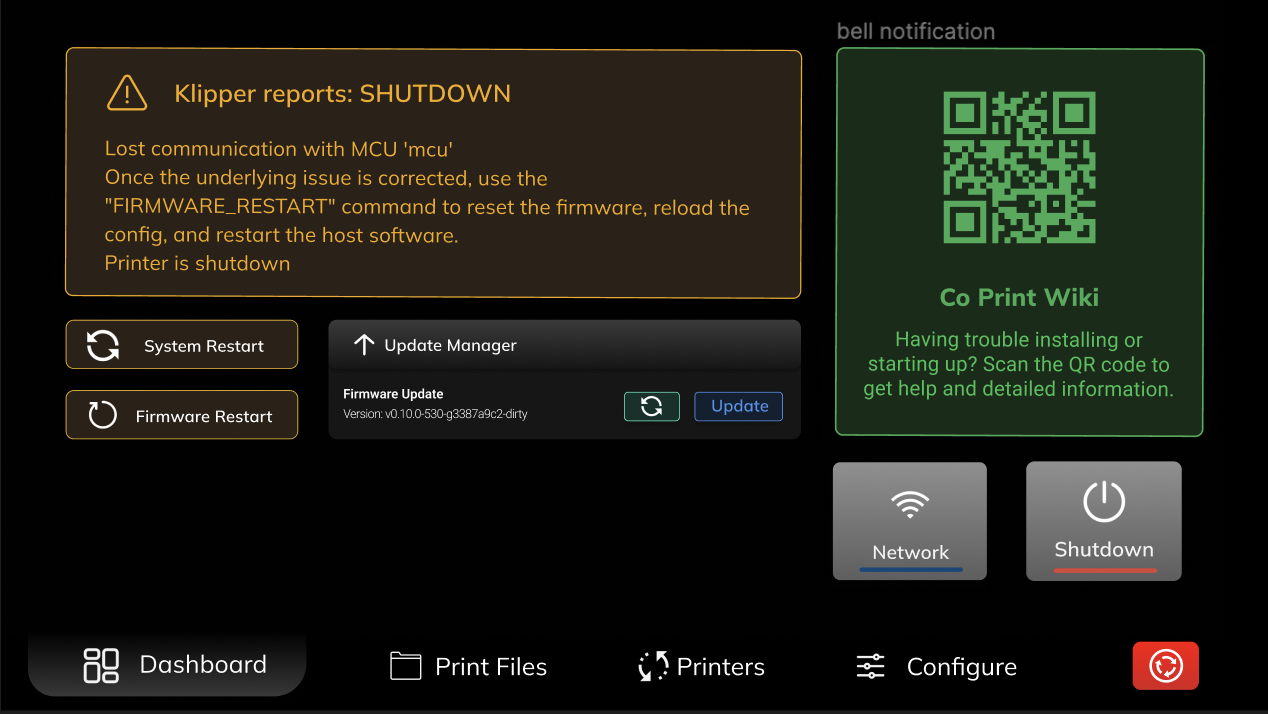 bell notification
Klipper reports: SHUTDOWN
Lost communication with MCU 'mcu'
Once the underlying issue is corrected, use the
"FIRMWARE_RESTART" command to reset the firmware, reload the
config, and restart the host software.
Printer is shutdown
Co Print Wiki
Having trouble installing or
starting up? Scan the QR code to
get help and detailed information.
System Restart
Firmware Restart
Update Manager
Firmware Update
Version: v0.10.0-530-g3387a9c2-dirty
Update
Network
Shutdown
Dashboard
Print Files
Printers
Configure